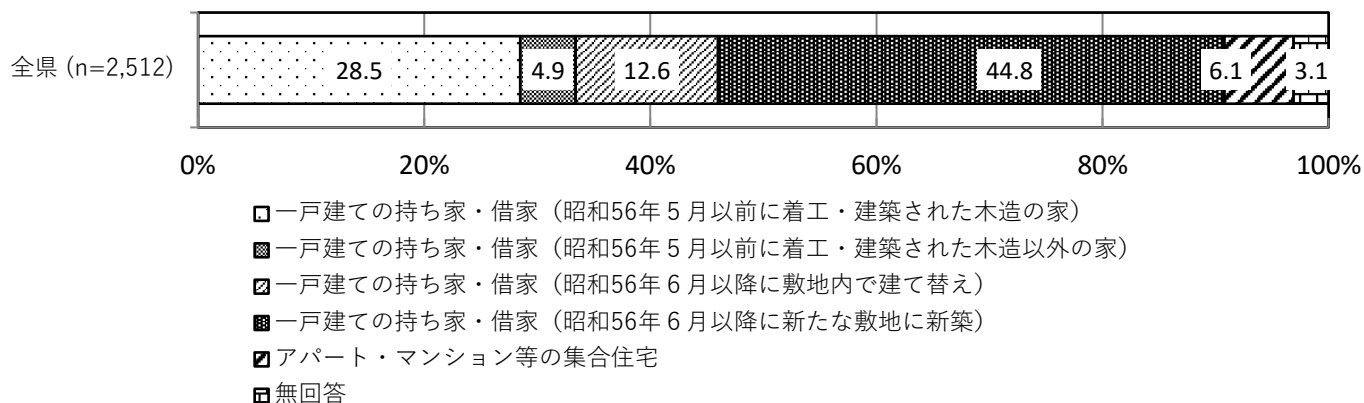 全県 (n=2,512)
28.5 4.9 12.6 44.8 6.1 3.1
0% 20% 40% 60% 80% 100%
一戸建ての持ち家・借家（昭和56年５月以前に着工・建築された木造の家）
一戸建ての持ち家・借家（昭和56年５月以前に着工・建築された木造以外の家）
一戸建ての持ち家・借家（昭和56年６月以降に敷地内で建て替え）
一戸建ての持ち家・借家（昭和56年６月以降に新たな敷地に新築）
アパート・マンション等の集合住宅
無回答